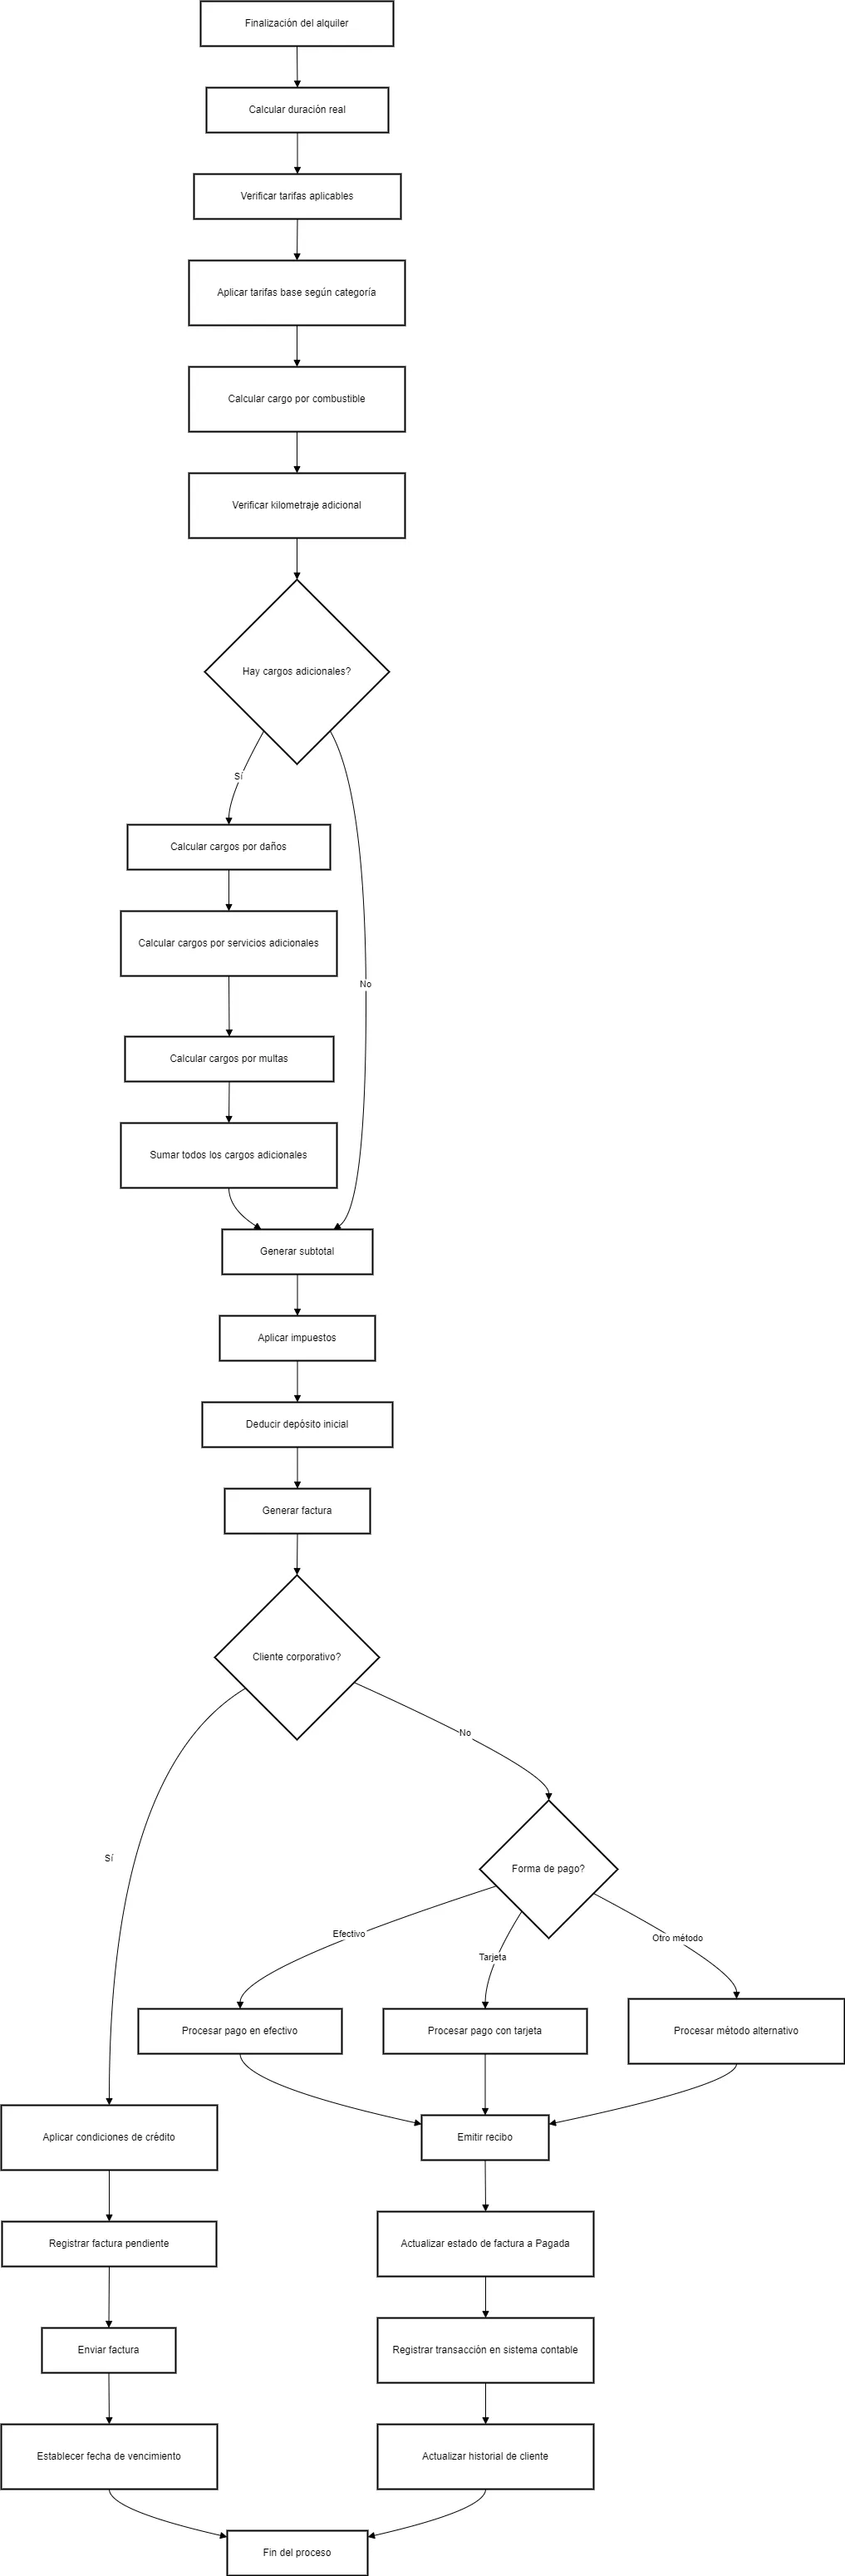 Finalización del alquiler
Calcular duración real
Verificar tarifas aplicables
Aplicar tarifas base según categoría
Calcular cargo por combustible
Verificar kilometraje adicional
Hay cargos adicionales?
Sí
Calcular cargos por daños
Calcular cargos por servicios adicionales
No
Calcular cargos por multas
Sumar todos los cargos adicionales
Generar subtotal
Aplicar impuestos
Deducir depósito inicial
Generar factura
Cliente corporativo?
No
Sí
Forma de pago?
Efectivo
Tarjeta
Otro método
Procesar pago en efectivo
Procesar pago con tarjeta
Procesar método alternativo
Aplicar condiciones de crédito
Emitir recibo
Registrar factura pendiente
Actualizar estado de factura a Pagada
Enviar factura
Registrar transacción en sistema contable
Establecer fecha de vencimiento
Actualizar historial de cliente
Fin del proceso